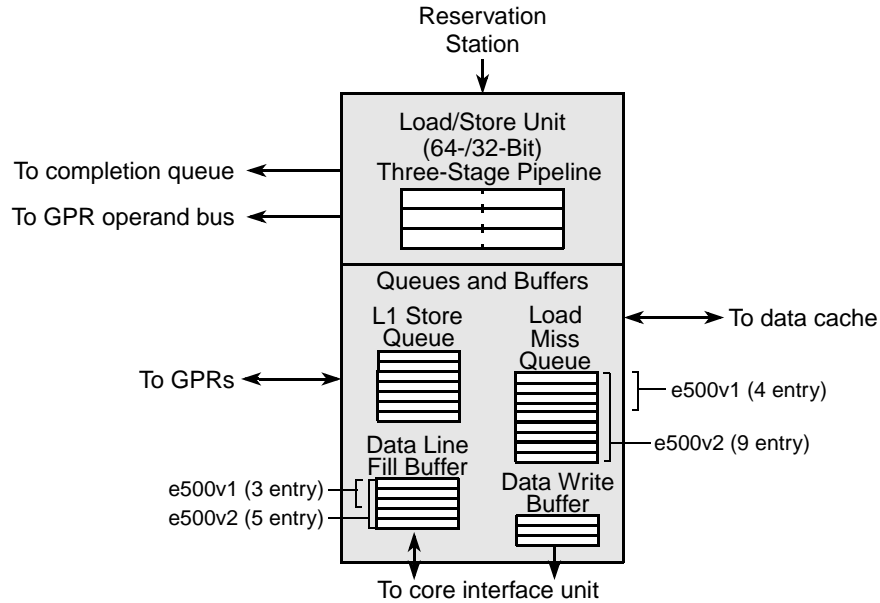 Reservation
Station
Load/Store Unit
(64-/32-Bit)
Three-Stage Pipeline
To completion queue
To GPR operand bus
Queues and Buffers
L1 Store
Queue
Load
Miss
Queue
To data cache
To GPRs
e500v1 (4 entry)
e500v2 (9 entry)
Data Line
Fill Buffer
Data Write
Buffer
e500v1 (3 entry)
e500v2 (5 entry)
To core interface unit